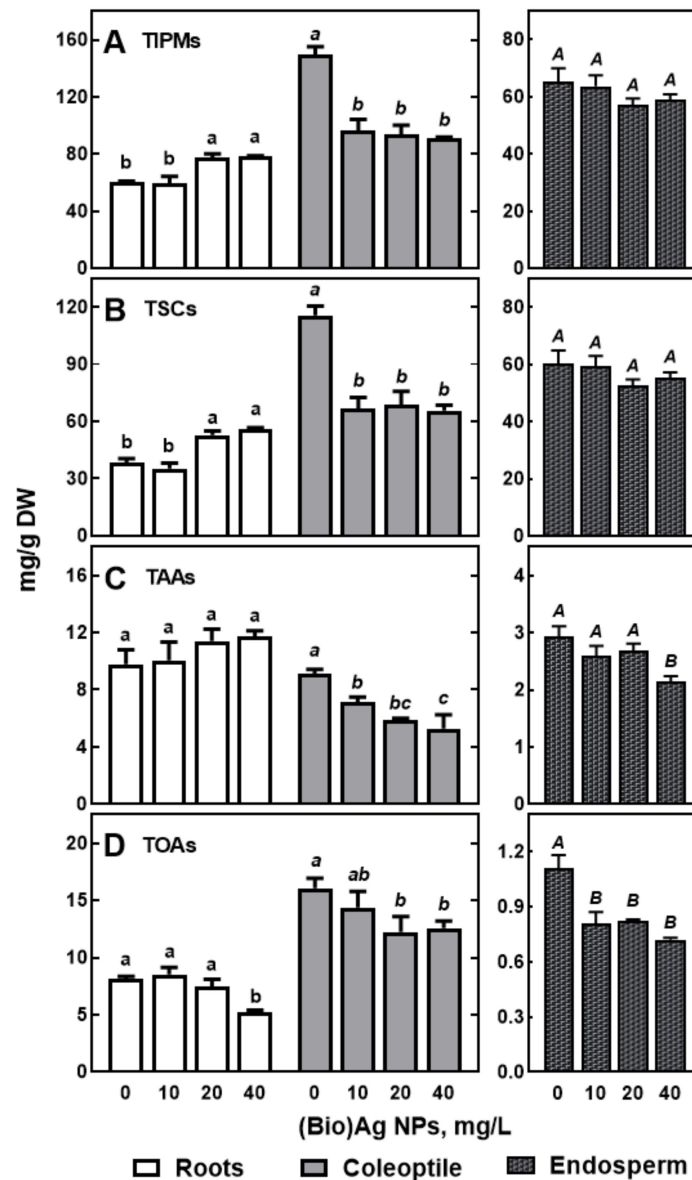 A TIPMs
160
120
80
40
0
b b a a a b b b
80
60
40
20
0
A A A A
B TSCs
120
90
60
30
0
b b a a a b b b
80
60
40
20
0
A A A A
C TAAs
16
12
8
4
0
a a a a a b bc c
4
3
2
1
0
A A A B
D TOAs
20
15
10
5
0
a a a b a ab b b
1.2
0.9
0.6
0.3
0.0
A B B B
mg/g DW
0 10 20 40 0 10 20 40 0 10 20 40
(Bio)Ag NPs, mg/L
Roots Coleoptile Endosperm